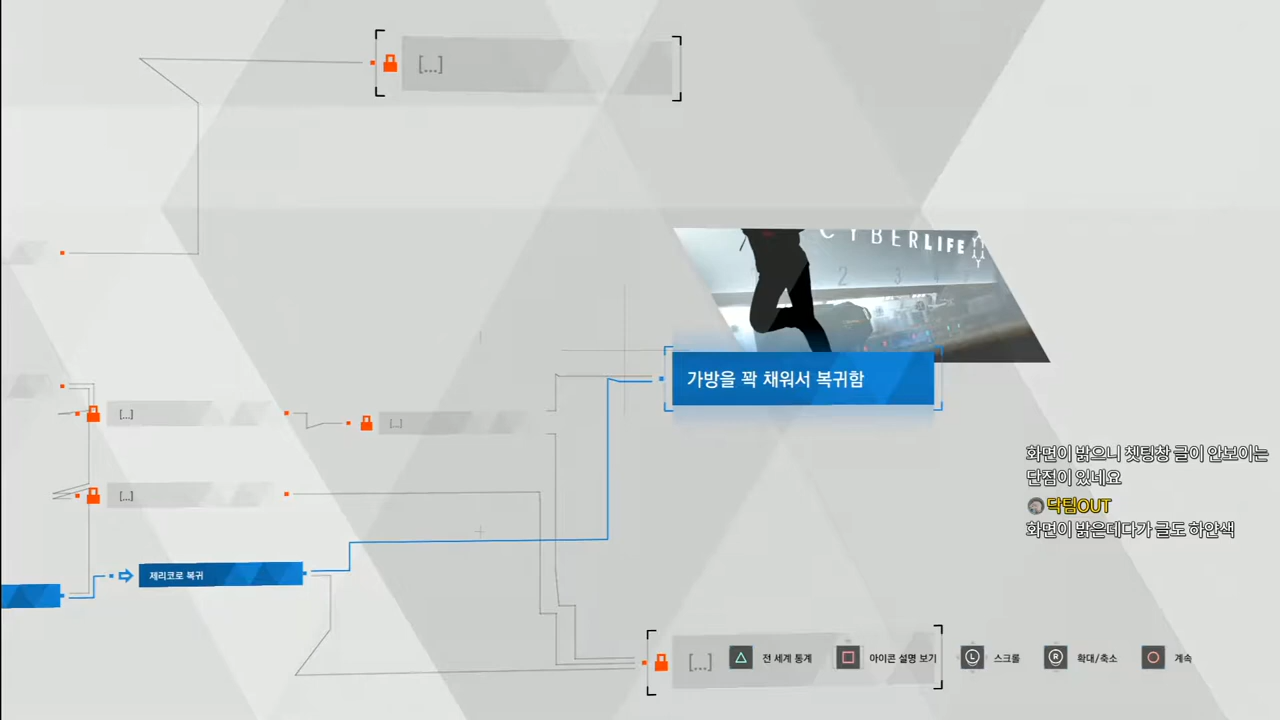 [...]
CYBERLIFE
2 3 4
가방을 꽉 채워서 복귀함
[...]
[...]
화면이 밝으니 챗팅창 글이 안보이는
단점이 있네요
[...]
닥팀OUT
화면이 밝은데다가 글도 하얀색
제리코로 복귀
[...]
전 세계 통계
아이콘 설명 보기
L 스크롤
R 확대/축소
계속